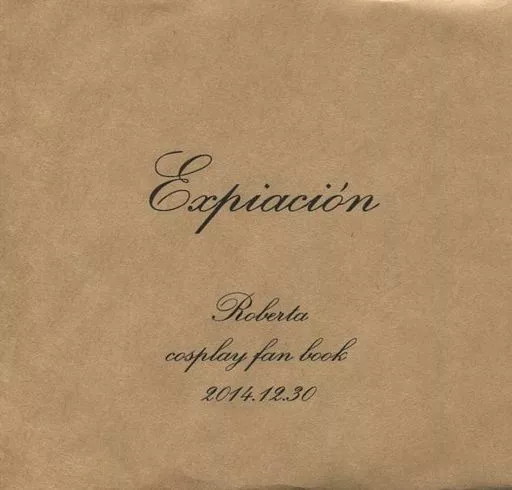 Expiación
Roberta
cosplay fan book
2014.12.30